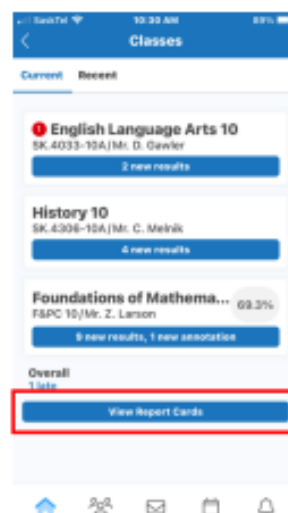 SaskTel 10:30 AM 89%
Classes
Current Recent
English Language Arts 10
SK.4033-10A/Mr. D. Gawler
2 new results
History 10
SK.4306-10A/Mr. C. Melnik
4 new results
Foundations of Mathema... 69.3%
F&PC 10/Mr. Z. Larson
9 new results, 1 new annotation
Overall
1 late
View Report Cards